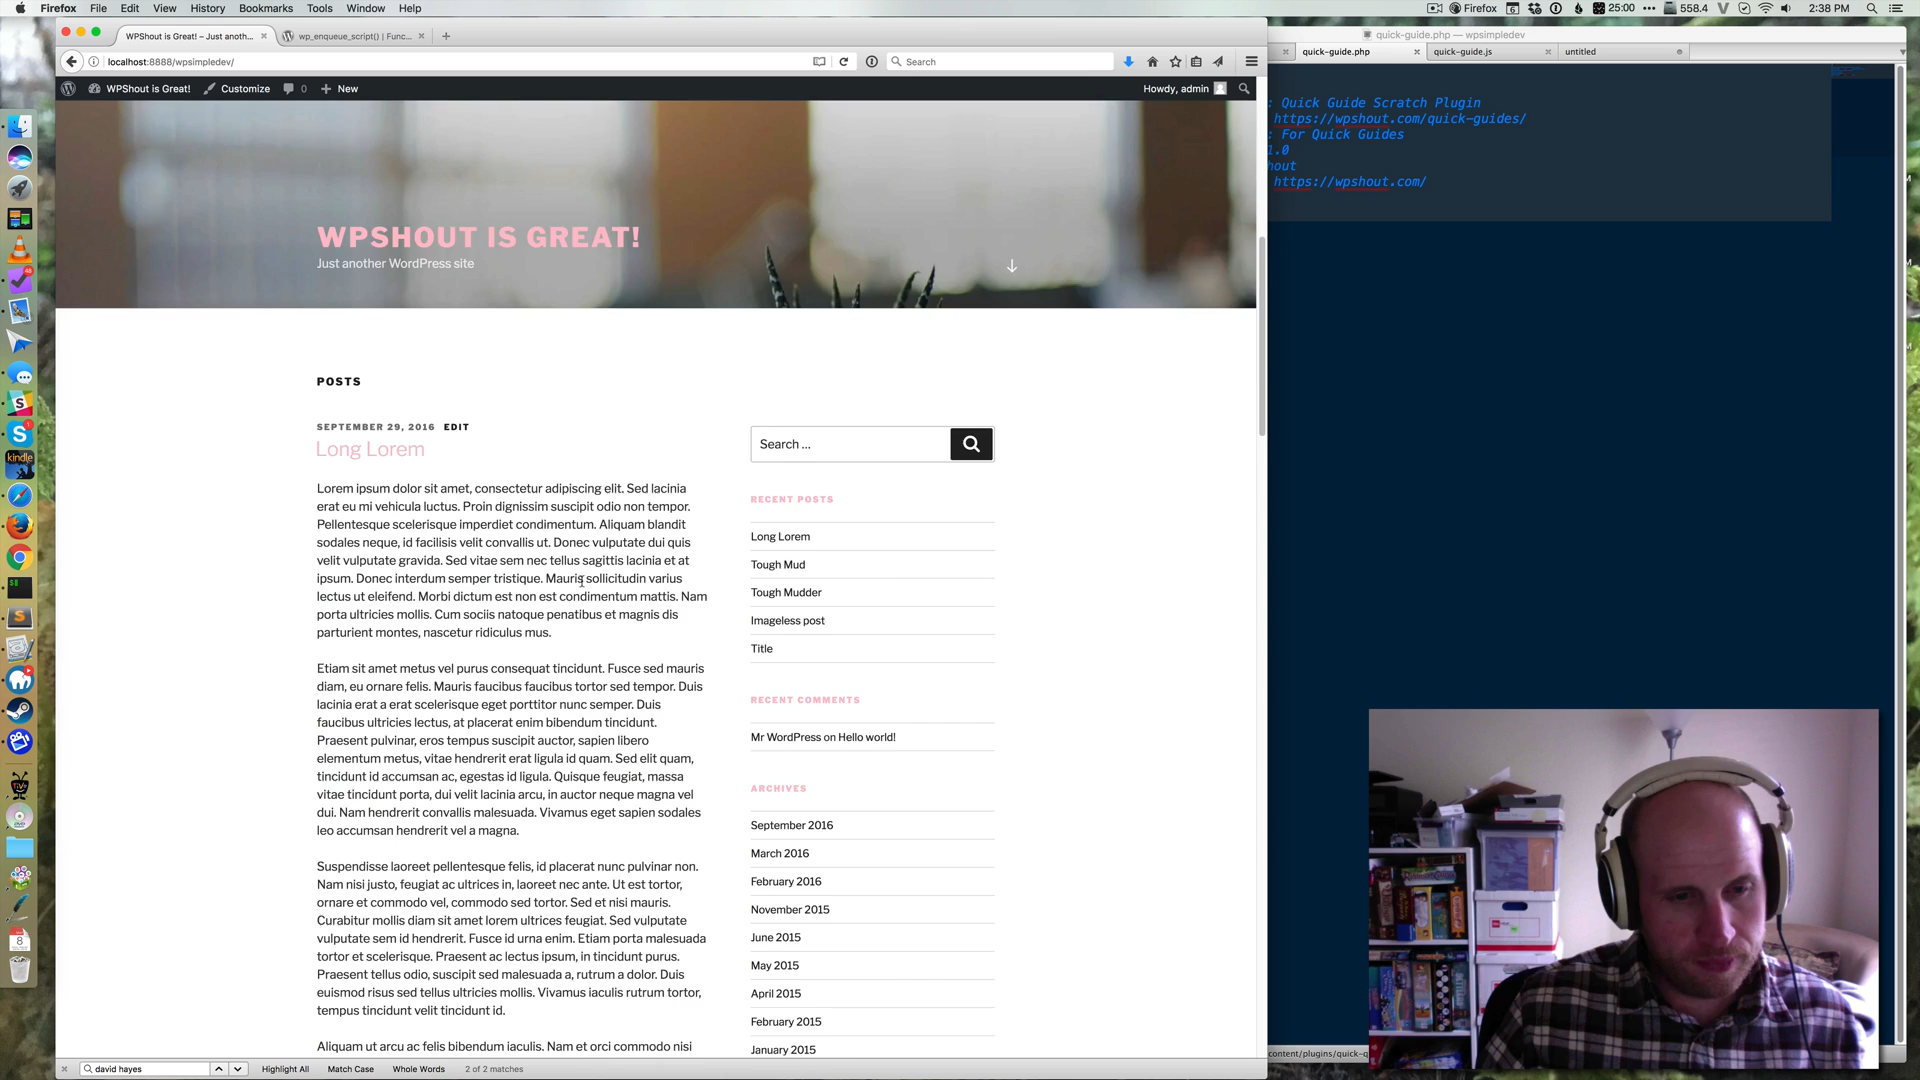 Firefox File Edit View History Bookmarks Tools Window Help
Firefox 6 25:00 558.4 2:38 PM
WPShout is Great! – Just anoth...
wp_enqueue_script() | Func...
quick-guide.php — wpsimpledev
quick-guide.php quick-guide.js untitled
localhost:8888/wpsimpledev/
Search
WPShout is Great! Customize 0 New
Howdy, admin
: Quick Guide Scratch Plugin
https://wpshout.com/quick-guides/
: For Quick Guides
1.0
hout
https://wpshout.com/
WPSHOUT IS GREAT!
Just another WordPress site
POSTS
SEPTEMBER 29, 2016 EDIT
Long Lorem
Lorem ipsum dolor sit amet, consectetur adipiscing elit. Sed lacinia
erat eu mi vehicula luctus. Proin dignissim suscipit odio non tempor.
Pellentesque scelerisque imperdiet condimentum. Aliquam blandit
sodales neque, id facilisis velit convallis ut. Donec vulputate dui quis
velit vulputate gravida. Sed vitae sem nec tellus sagittis lacinia et at
ipsum. Donec interdum semper tristique. Mauris sollicitudin varius
lectus ut eleifend. Morbi dictum est non est condimentum mattis. Nam
porta ultricies mollis. Cum sociis natoque penatibus et magnis dis
parturient montes, nascetur ridiculus mus.
Etiam sit amet metus vel purus consequat tincidunt. Fusce sed mauris
diam, eu ornare felis. Mauris faucibus faucibus tortor sed tempor. Duis
lacinia erat a erat scelerisque eget porttitor nunc semper. Duis
faucibus ultricies lectus, at placerat enim bibendum tincidunt.
Praesent pulvinar, eros tempus suscipit auctor, sapien libero
elementum metus, vitae hendrerit erat ligula id quam. Sed elit quam,
tincidunt id accumsan ac, egestas id ligula. Quisque feugiat, massa
vitae tincidunt porta, dui velit lacinia arcu, in auctor neque magna vel
dui. Nam hendrerit convallis malesuada. Vivamus eget sapien sodales
leo accumsan hendrerit vel a magna.
Suspendisse laoreet pellentesque felis, id placerat nunc pulvinar non.
Nam nisi justo, feugiat ac ultrices in, laoreet nec ante. Ut est tortor,
ornare et commodo vel, commodo sed tortor. Sed et nisi mauris.
Curabitur mollis diam sit amet lorem ultrices feugiat. Sed vulputate
vulputate sem id hendrerit. Fusce id urna enim. Etiam porta malesuada
tortor et scelerisque. Praesent ac lectus ipsum, in tincidunt purus.
Praesent tellus odio, suscipit sed malesuada a, rutrum a dolor. Duis
euismod risus sed tellus ultricies mollis. Vivamus iaculis rutrum tortor,
tempus tincidunt velit tincidunt id.
Aliquam ut arcu ac felis bibendum iaculis. Nam et orci commodo nisi
Search ...
RECENT POSTS
Long Lorem
Tough Mud
Tough Mudder
Imageless post
Title
RECENT COMMENTS
Mr WordPress on Hello world!
ARCHIVES
September 2016
March 2016
February 2016
November 2015
June 2015
May 2015
April 2015
February 2015
January 2015
kindle
8
david hayes
Highlight All Match Case Whole Words 2 of 2 matches
content/plugins/quick-g